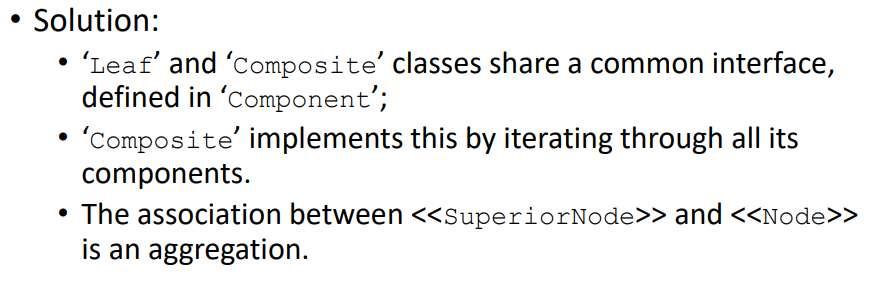 • Solution:
• ‘Leaf’ and ‘Composite’ classes share a common interface,
defined in ‘Component’;
• ‘Composite’ implements this by iterating through all its
components.
• The association between <<SuperiorNode>> and <<Node>>
is an aggregation.